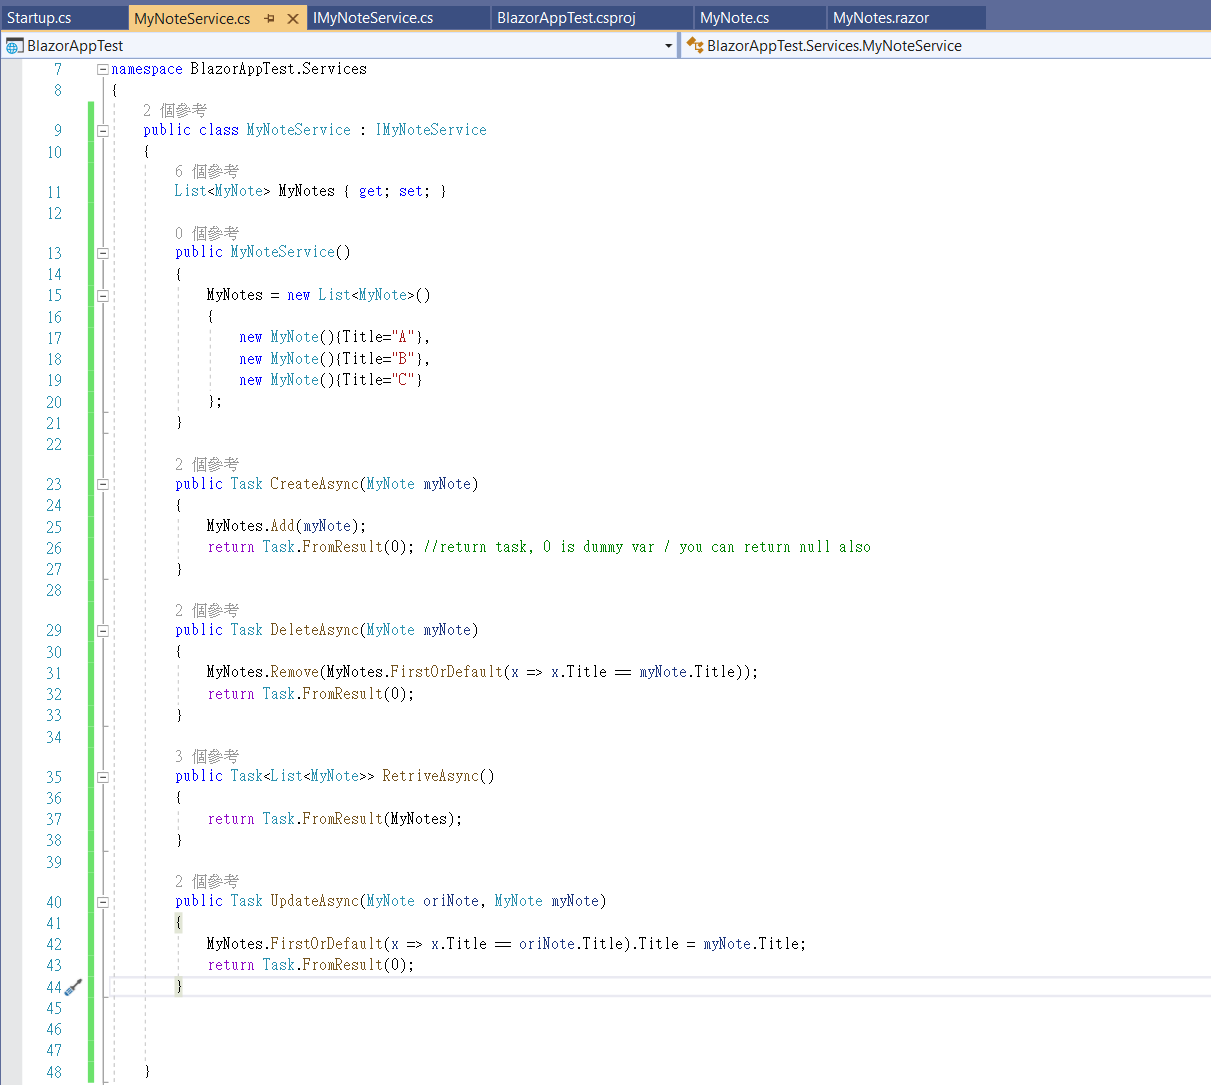 Startup.cs MyNoteService.cs IMyNoteService.cs BlazorAppTest.csproj MyNote.cs MyNotes.razor
BlazorAppTest BlazorAppTest.Services.MyNoteService
7 namespace BlazorAppTest.Services
8 {
2 個參考
9 public class MyNoteService : IMyNoteService
10 {
6 個參考
11 List<MyNote> MyNotes { get; set; }
12
0 個參考
13 public MyNoteService()
14 {
15 MyNotes = new List<MyNote>()
16 {
17 new MyNote(){Title="A"},
18 new MyNote(){Title="B"},
19 new MyNote(){Title="C"}
20 };
21 }
22
2 個參考
23 public Task CreateAsync(MyNote myNote)
24 {
25 MyNotes.Add(myNote);
26 return Task.FromResult(0); //return task, 0 is dummy var / you can return null also
27 }
28
2 個參考
29 public Task DeleteAsync(MyNote myNote)
30 {
31 MyNotes.Remove(MyNotes.FirstOrDefault(x => x.Title == myNote.Title));
32 return Task.FromResult(0);
33 }
34
3 個參考
35 public Task<List<MyNote>> RetriveAsync()
36 {
37 return Task.FromResult(MyNotes);
38 }
39
2 個參考
40 public Task UpdateAsync(MyNote oriNote, MyNote myNote)
41 {
42 MyNotes.FirstOrDefault(x => x.Title == oriNote.Title).Title = myNote.Title;
43 return Task.FromResult(0);
44 }
45
46
47
48 }